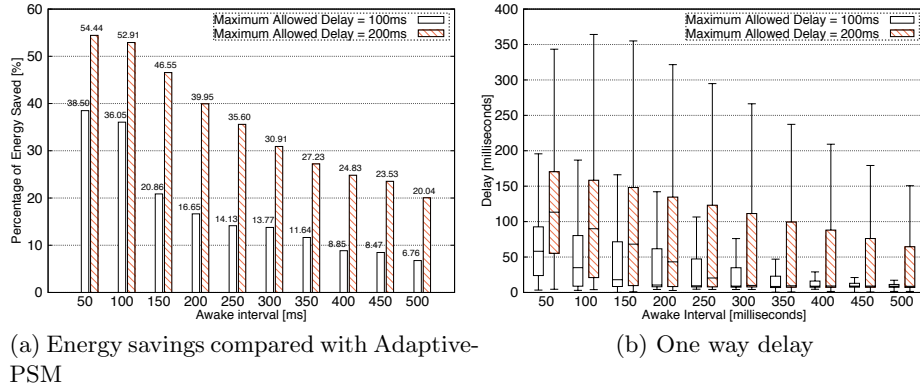 Maximum Allowed Delay = 100ms
Maximum Allowed Delay = 200ms
Percentage of Energy Saved [%]
60
50
40
30
20
10
0
38.50
54.44
36.05
52.91
20.86
46.55
16.65
39.95
14.13
35.60
13.77
30.91
11.64
27.23
8.85
24.83
8.47
23.53
6.76
20.04
50 100 150 200 250 300 350 400 450 500
Awake interval [ms]
(a) Energy savings compared with Adaptive-
PSM
Maximum Allowed Delay = 100ms
Maximum Allowed Delay = 200ms
Delay [milliseconds]
400
350
300
250
200
150
100
50
0
50 100 150 200 250 300 350 400 450 500
Awake Interval [milliseconds]
(b) One way delay